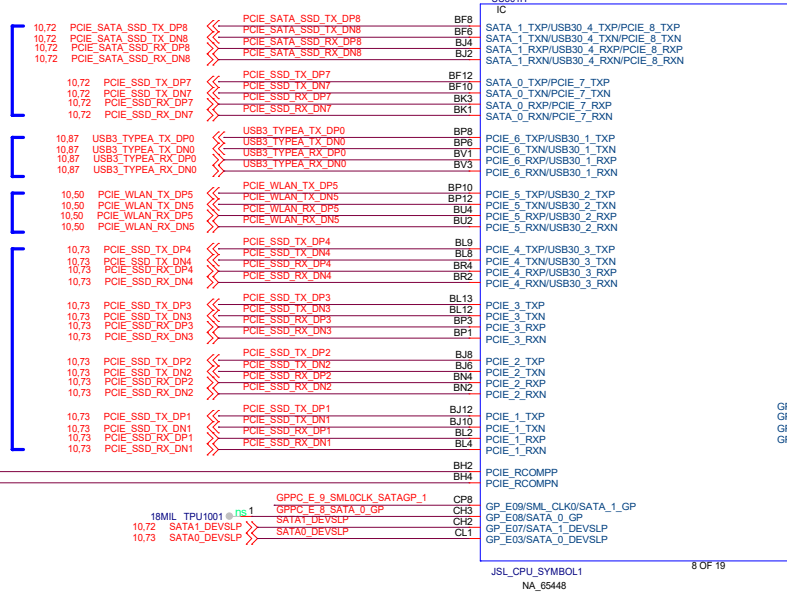 IC
10,72 PCIE_SATA_SSD_TX_DP8 PCIE_SATA_SSD_TX_DP8 BF8 SATA_1_TXP/USB30_4_TXP/PCIE_8_TXP
10,72 PCIE_SATA_SSD_TX_DN8 PCIE_SATA_SSD_TX_DN8 BF6 SATA_1_TXN/USB30_4_TXN/PCIE_8_TXN
10,72 PCIE_SATA_SSD_RX_DP8 PCIE_SATA_SSD_RX_DP8 BJ4 SATA_1_RXP/USB30_4_RXP/PCIE_8_RXP
10,72 PCIE_SATA_SSD_RX_DN8 PCIE_SATA_SSD_RX_DN8 BJ2 SATA_1_RXN/USB30_4_RXN/PCIE_8_RXN
10,72 PCIE_SSD_TX_DP7 PCIE_SSD_TX_DP7 BF12 SATA_0_TXP/PCIE_7_TXP
10,72 PCIE_SSD_TX_DN7 PCIE_SSD_TX_DN7 BF10 SATA_0_TXN/PCIE_7_TXN
10,72 PCIE_SSD_RX_DP7 PCIE_SSD_RX_DP7 BK3 SATA_0_RXP/PCIE_7_RXP
10,72 PCIE_SSD_RX_DN7 PCIE_SSD_RX_DN7 BK1 SATA_0_RXN/PCIE_7_RXN
10,87 USB3_TYPEA_TX_DP0 USB3_TYPEA_TX_DP0 BP8 PCIE_6_TXP/USB30_1_TXP
10,87 USB3_TYPEA_TX_DN0 USB3_TYPEA_TX_DN0 BP6 PCIE_6_TXN/USB30_1_TXN
10,87 USB3_TYPEA_RX_DP0 USB3_TYPEA_RX_DP0 BV1 PCIE_6_RXP/USB30_1_RXP
10,87 USB3_TYPEA_RX_DN0 USB3_TYPEA_RX_DN0 BV3 PCIE_6_RXN/USB30_1_RXN
10,50 PCIE_WLAN_TX_DP5 PCIE_WLAN_TX_DP5 BP10 PCIE_5_TXP/USB30_2_TXP
10,50 PCIE_WLAN_TX_DN5 PCIE_WLAN_TX_DN5 BP12 PCIE_5_TXN/USB30_2_TXN
10,50 PCIE_WLAN_RX_DP5 PCIE_WLAN_RX_DP5 BU4 PCIE_5_RXP/USB30_2_RXP
10,50 PCIE_WLAN_RX_DN5 PCIE_WLAN_RX_DN5 BU2 PCIE_5_RXN/USB30_2_RXN
10,73 PCIE_SSD_TX_DP4 PCIE_SSD_TX_DP4 BL9 PCIE_4_TXP/USB30_3_TXP
10,73 PCIE_SSD_TX_DN4 PCIE_SSD_TX_DN4 BL8 PCIE_4_TXN/USB30_3_TXN
10,73 PCIE_SSD_RX_DP4 PCIE_SSD_RX_DP4 BR4 PCIE_4_RXP/USB30_3_RXP
10,73 PCIE_SSD_RX_DN4 PCIE_SSD_RX_DN4 BR2 PCIE_4_RXN/USB30_3_RXN
10,73 PCIE_SSD_TX_DP3 PCIE_SSD_TX_DP3 BL13 PCIE_3_TXP
10,73 PCIE_SSD_TX_DN3 PCIE_SSD_TX_DN3 BL12 PCIE_3_TXN
10,73 PCIE_SSD_RX_DP3 PCIE_SSD_RX_DP3 BP3 PCIE_3_RXP
10,73 PCIE_SSD_RX_DN3 PCIE_SSD_RX_DN3 BP1 PCIE_3_RXN
10,73 PCIE_SSD_TX_DP2 PCIE_SSD_TX_DP2 BJ8 PCIE_2_TXP
10,73 PCIE_SSD_TX_DN2 PCIE_SSD_TX_DN2 BJ6 PCIE_2_TXN
10,73 PCIE_SSD_RX_DP2 PCIE_SSD_RX_DP2 BN4 PCIE_2_RXP
10,73 PCIE_SSD_RX_DN2 PCIE_SSD_RX_DN2 BN2 PCIE_2_RXN
10,73 PCIE_SSD_TX_DP1 PCIE_SSD_TX_DP1 BJ12 PCIE_1_TXP
10,73 PCIE_SSD_TX_DN1 PCIE_SSD_TX_DN1 BJ10 PCIE_1_TXN
10,73 PCIE_SSD_RX_DP1 PCIE_SSD_RX_DP1 BL2 PCIE_1_RXP
10,73 PCIE_SSD_RX_DN1 PCIE_SSD_RX_DN1 BL4 PCIE_1_RXN
BH2 PCIE_RCOMPP
BH4 PCIE_RCOMPN
GPPC_E_9_SML0CLK_SATAGP_1 CP8 GP_E09/SML_CLK0/SATA_1_GP
18MIL TPU1001 ns 1 GPPC_E_8_SATA_0_GP CH3 GP_E08/SATA_0_GP
10,72 SATA1_DEVSLP SATA1_DEVSLP CH2 GP_E07/SATA_1_DEVSLP
10,73 SATA0_DEVSLP SATA0_DEVSLP CL1 GP_E03/SATA_0_DEVSLP
JSL_CPU_SYMBOL1 8 OF 19
NA_65448